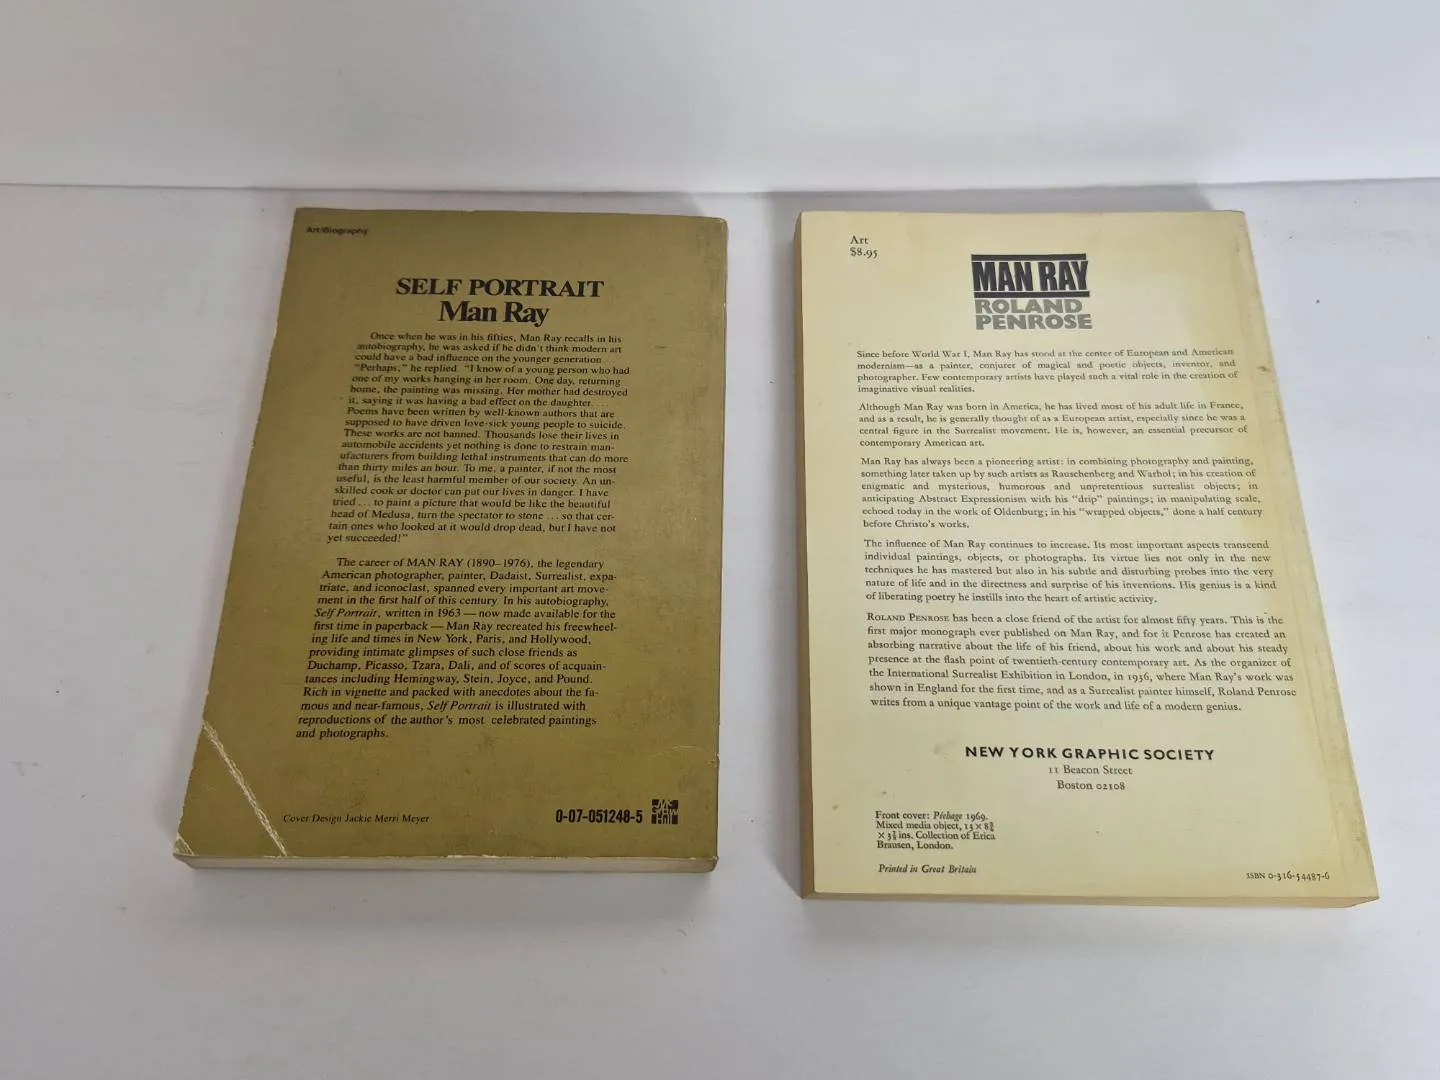 Art/Biography
SELF PORTRAIT
Man Ray
Once when he was in his fifties, Man Ray recalls in his
autobiography, he was asked if he didn't think modern art
could have a bad influence on the younger generation
"Perhaps," he replied. "I know of a young person who had
one of my works hanging in her room. One day, returning
home, the painting was missing. Her mother had destroyed
it, saying it was having a bad effect on the daughter. . . .
Poems have been written by well-known authors that are
supposed to have driven love-sick young people to suicide.
These works are not banned. Thousands lose their lives in
automobile accidents yet nothing is done to restrain man-
ufacturers from building lethal instruments that can do more
than thirty miles an hour. To me, a painter, if not the most
useful, is the least harmful member of our society. An un-
skilled cook or doctor can put our lives in danger. I have
tried . . . to paint a picture that would be like the beautiful
head of Medusa, turn the spectator to stone . . . so that cer-
tain ones who looked at it would drop dead, but I have not
yet succeeded!"
The career of MAN RAY (1890–1976), the legendary
American photographer, painter, Dadaist, Surrealist, expa-
triate, and iconoclast, spanned every important art move-
ment in the first half of this century. In his autobiography,
Self Portrait, written in 1963 — now made available for the
first time in paperback — Man Ray recreated his freewheel-
ing life and times in New York, Paris, and Hollywood,
providing intimate glimpses of such close friends as
Duchamp, Picasso, Tzara, Dali, and of scores of acquain-
tances including Hemingway, Stein, Joyce, and Pound.
Rich in vignette and packed with anecdotes about the fa-
mous and near-famous, Self Portrait is illustrated with
reproductions of the author's most celebrated paintings
and photographs.
Cover Design Jackie Merri Meyer
0-07-051248-5
Mc
Graw
Hill
Art
$8.95
MAN RAY
ROLAND
PENROSE
Since before World War I, Man Ray has stood at the center of European and American
modernism—as a painter, conjurer of magical and poetic objects, inventor, and
photographer. Few contemporary artists have played such a vital role in the creation of
imaginative visual realities.
Although Man Ray was born in America, he has lived most of his adult life in France,
and as a result, he is generally thought of as a European artist, especially since he was a
central figure in the Surrealist movement. He is, however, an essential precursor of
contemporary American art.
Man Ray has always been a pioneering artist: in combining photography and painting,
something later taken up by such artists as Rauschenberg and Warhol; in his creation of
enigmatic and mysterious, humorous and unpretentious surrealist objects; in
anticipating Abstract Expressionism with his "drip" paintings; in manipulating scale,
echoed today in the work of Oldenburg; in his "wrapped objects," done a half century
before Christo's works.
The influence of Man Ray continues to increase. Its most important aspects transcend
individual paintings, objects, or photographs. Its virtue lies not only in the new
techniques he has mastered but also in his subtle and disturbing probes into the very
nature of life and in the directness and surprise of his inventions. His genius is a kind
of liberating poetry he instills into the heart of artistic activity.
ROLAND PENROSE has been a close friend of the artist for almost fifty years. This is the
first major monograph ever published on Man Ray, and for it Penrose has created an
absorbing narrative about the life of his friend, about his work and about his steady
presence at the flash point of twentieth-century contemporary art. As the organizer of
the International Surrealist Exhibition in London, in 1936, where Man Ray's work was
shown in England for the first time, and as a Surrealist painter himself, Roland Penrose
writes from a unique vantage point of the work and life of a modern genius.
NEW YORK GRAPHIC SOCIETY
11 Beacon Street
Boston 02108
Front cover: Pêchage 1969.
Mixed media object, 13 × 8¾
× 3⅞ ins. Collection of Erica
Brausen, London.
Printed in Great Britain
ISBN 0-316-54487-6